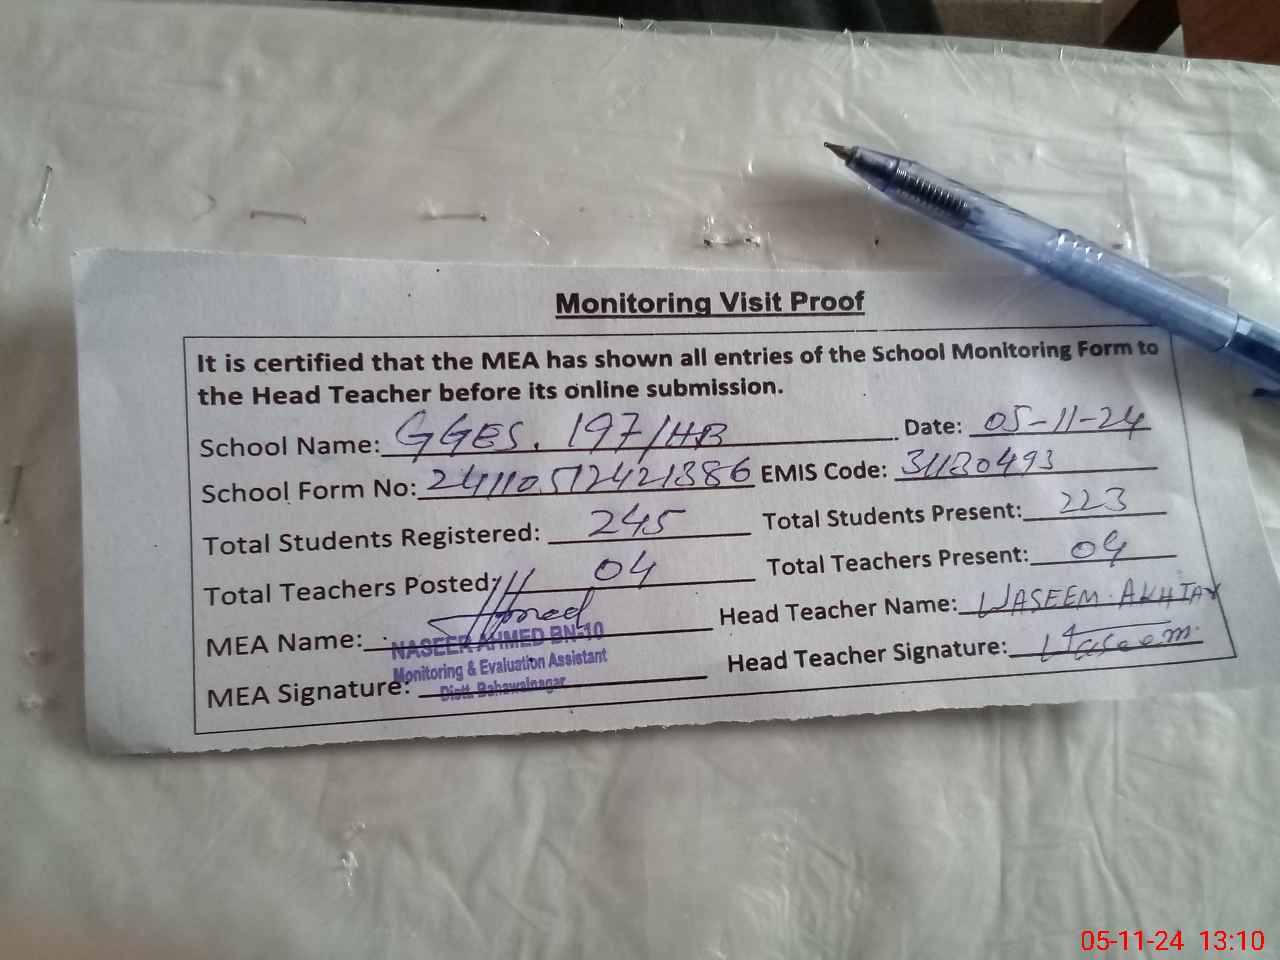 Monitoring Visit Proof
It is certified that the MEA has shown all entries of the School Monitoring Form to
the Head Teacher before its online submission.
School Name: GGES. 197/HB Date: 05-11-24
School Form No: 241105172421386 EMIS Code: 31130493
Total Students Registered: 245 Total Students Present: 223
Total Teachers Posted: 04 Total Teachers Present: 04
MEA Name: Head Teacher Name: WASEEM AKHTAR
NASEER AHMED BN-10
Monitoring & Evaluation Assistant
MEA Signature: Head Teacher Signature: Waseem
Distt. Bahawalnagar
05-11-24 13:10